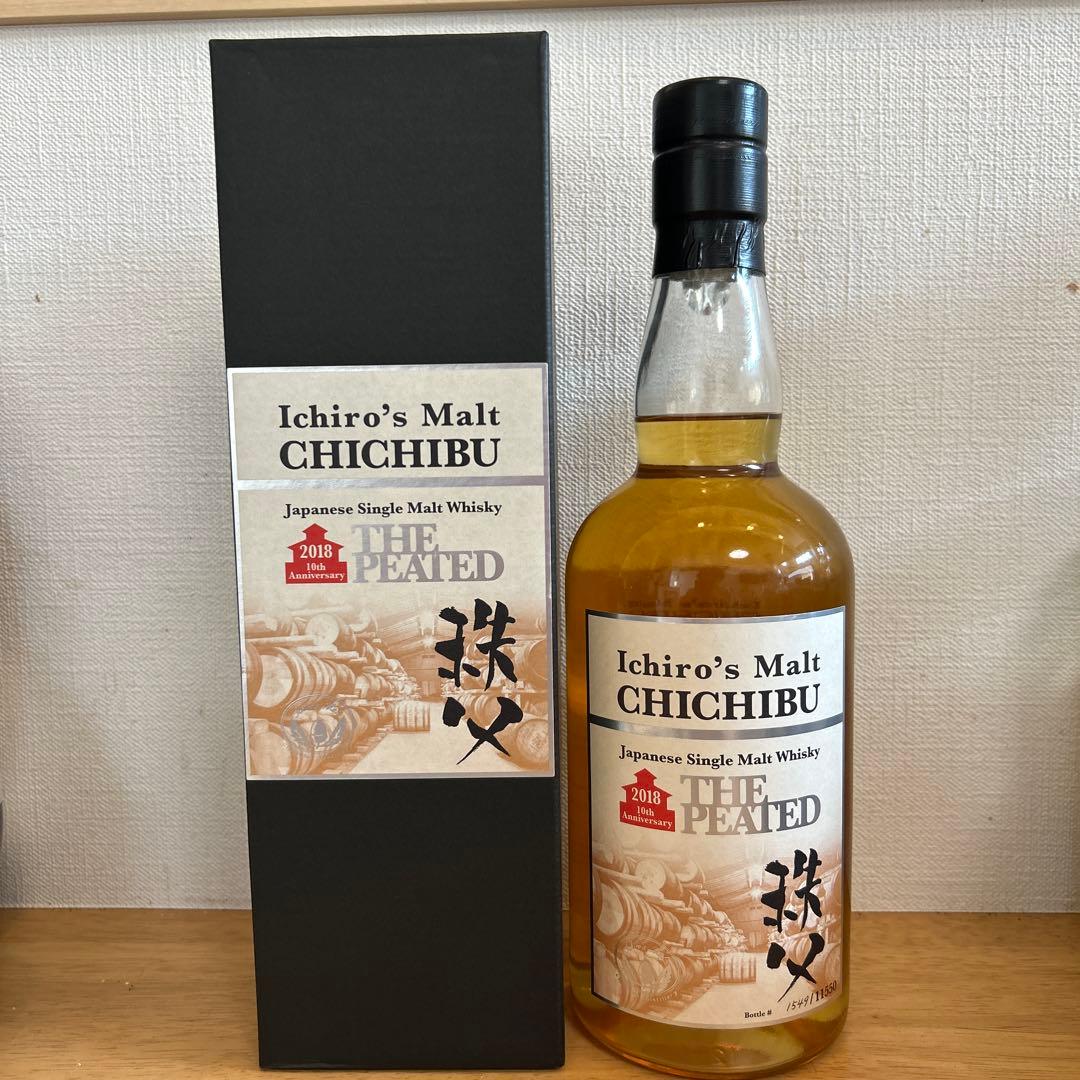 Ichiro's Malt
CHICHIBU
Japanese Single Malt Whisky
2018
10th
Anniversary
THE
PEATED
秩
父
Ichiro's Malt
CHICHIBU
Japanese Single Malt Whisky
2018
10th
Anniversary
THE
PEATED
秩
父
Bottle # 1549/11550